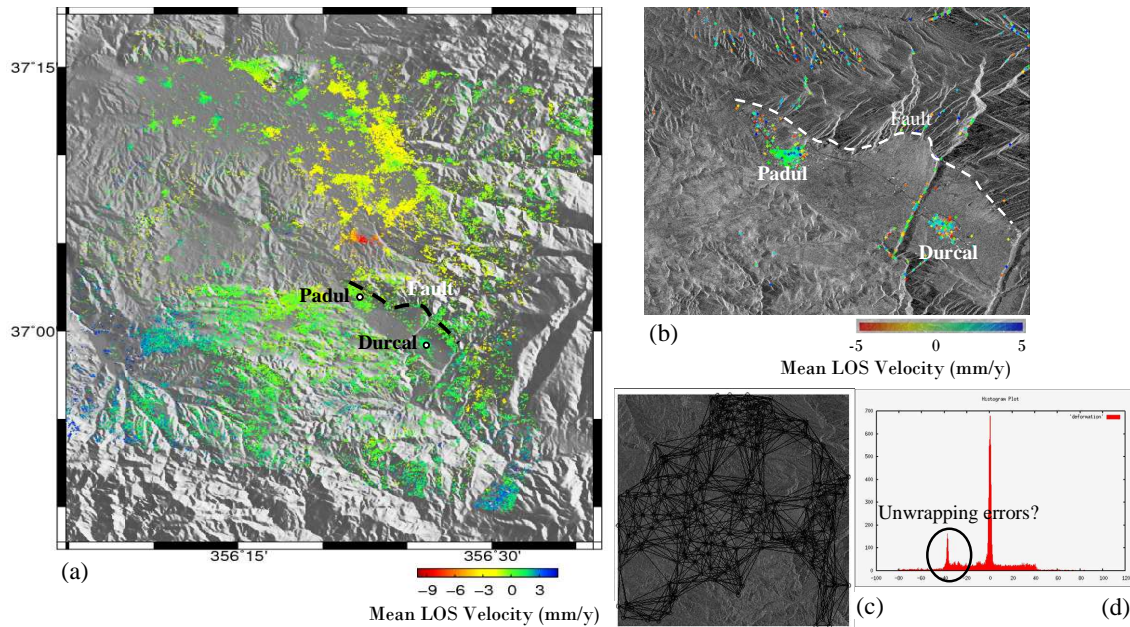 37°15'
37°00'
356°15'
356°30'
Padul
Fault
Durcal
(a)
−9 −6 −3 0 3
Mean LOS Velocity (mm/y)
Fault
Padul
Durcal
(b)
-5 0 5
Mean LOS Velocity (mm/y)
Histogram Plot
'deformation'
700
600
500
400
300
200
100
0
Unwrapping errors?
-100 -80 -60 -40 -20 0 20 40 60 80 100 120
(c)
(d)